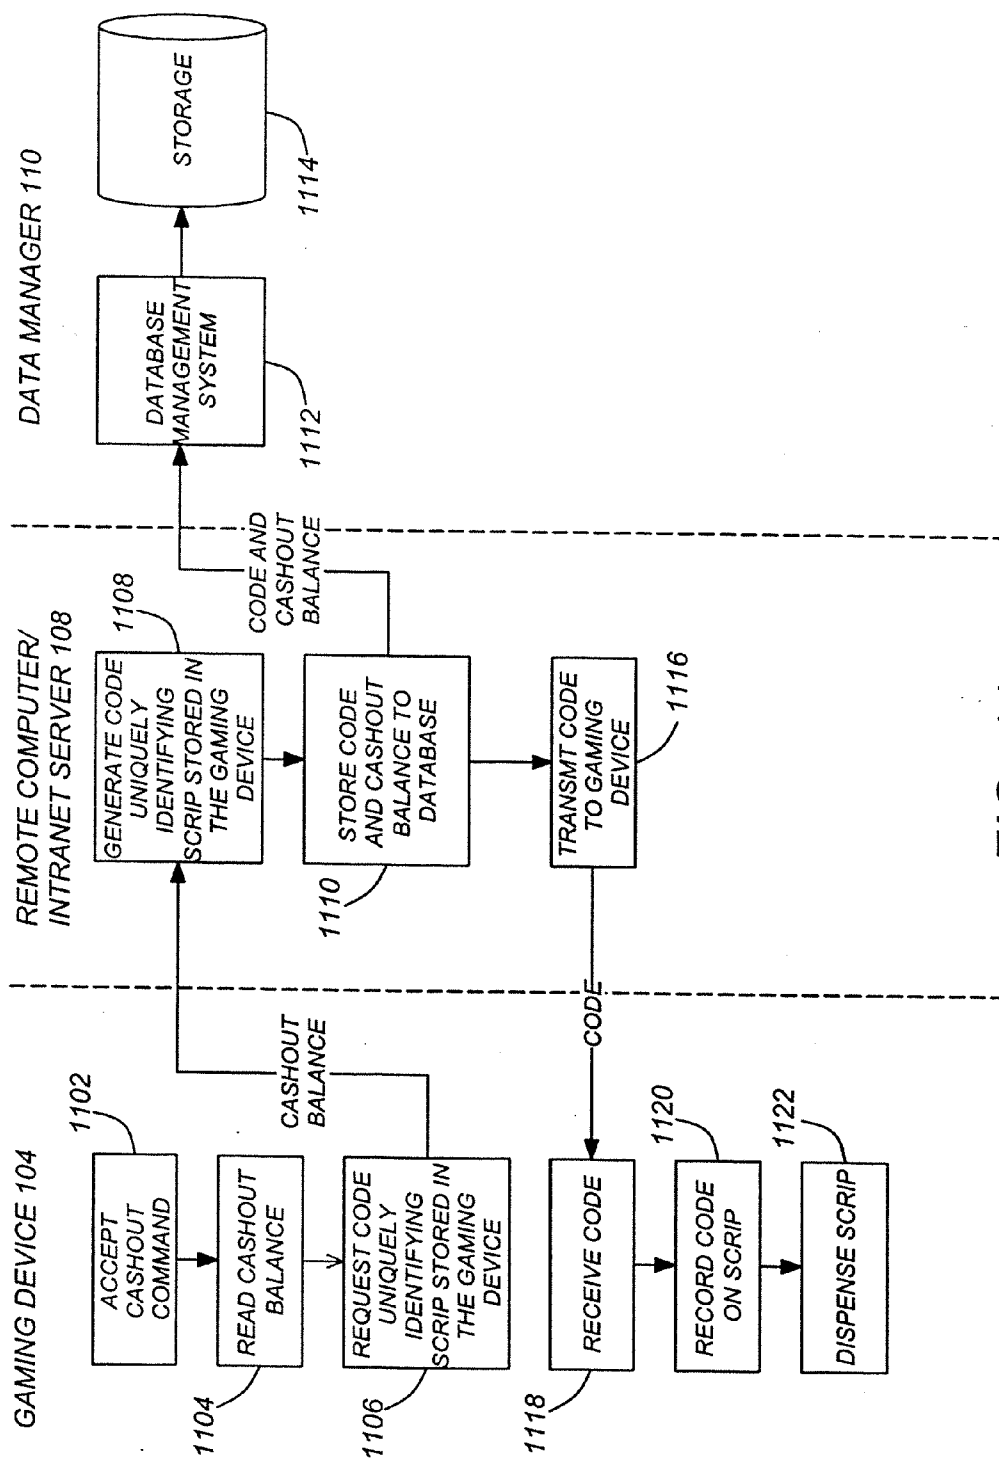 GAMING DEVICE 104
REMOTE COMPUTER/
INTRANET SERVER 108
DATA MANAGER 110
1102
ACCEPT
CASHOUT
COMMAND
READ CASHOUT
BALANCE
1104
REQUEST CODE
UNIQUELY
IDENTIFYING
SCRIP STORED IN
THE GAMING
DEVICE
1106
CASHOUT
BALANCE
1108
GENERATE CODE
UNIQUELY
IDENTIFYING
SCRIP STORED IN
THE GAMING
DEVICE
STORE CODE
AND CASHOUT
BALANCE TO
DATABASE
1110
CODE AND
CASHOUT
BALANCE
DATABASE
MANAGEMENT
SYSTEM
1112
STORAGE
1114
TRANSMT CODE
TO GAMING
DEVICE
1116
CODE
RECEIVE CODE
1118
1120
RECORD CODE
ON SCRIP
1122
DISPENSE SCRIP